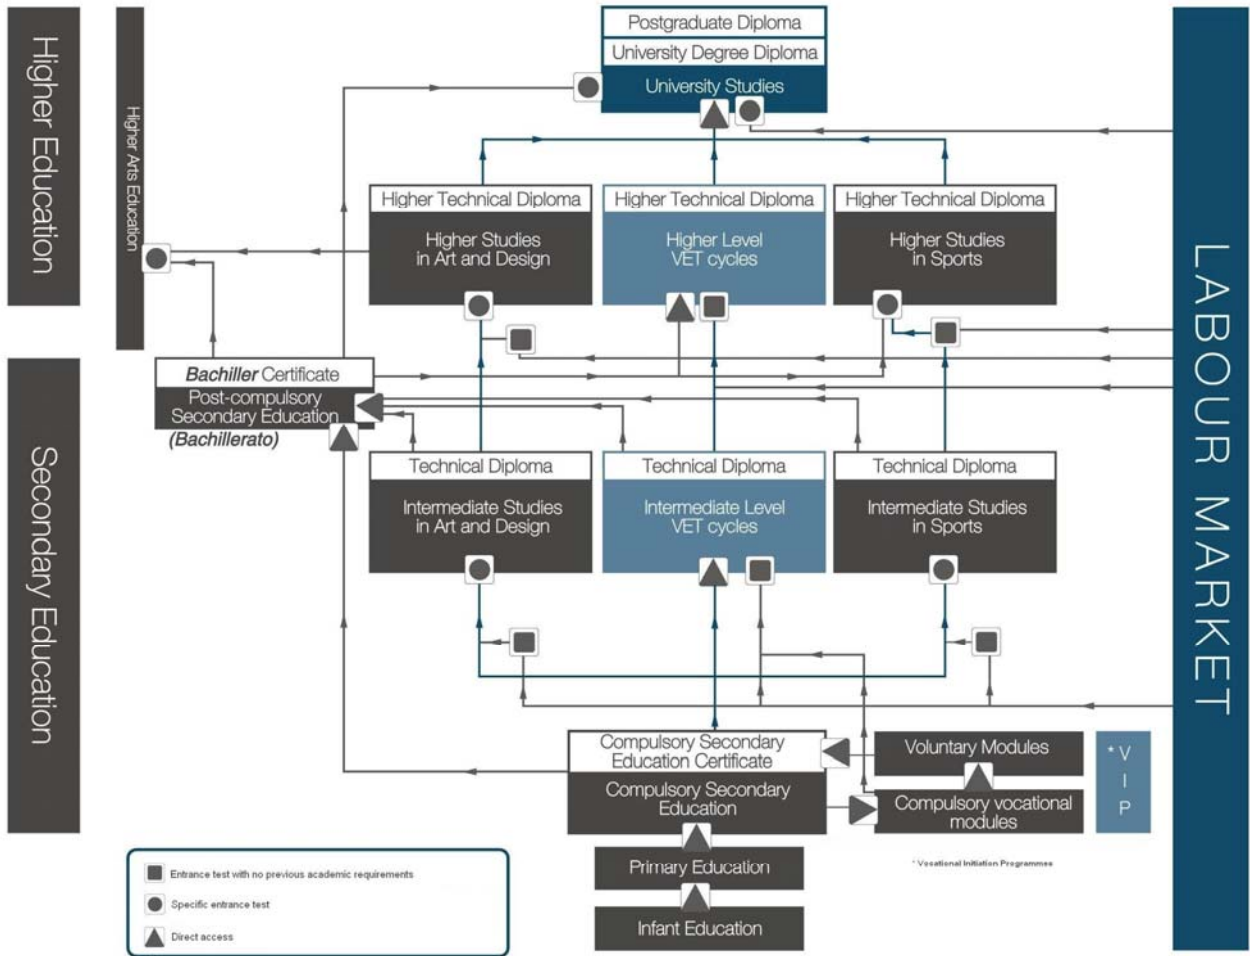 Higher Education
Higher Arts Education
Postgraduate Diploma
University Degree Diploma
University Studies
Higher Technical Diploma
Higher Studies
in Art and Design
Higher Technical Diploma
Higher Level
VET cycles
Higher Technical Diploma
Higher Studies
in Sports
LABOUR MARKET
Secondary Education
Bachiller Certificate
Post-compulsory
Secondary Education
(Bachillerato)
Technical Diploma
Intermediate Studies
in Art and Design
Technical Diploma
Intermediate Level
VET cycles
Technical Diploma
Intermediate Studies
in Sports
Compulsory Secondary
Education Certificate
Compulsory Secondary
Education
Voluntary Modules
Compulsory vocational
modules
* V
I
P
Primary Education
Infant Education
* Vocational Initiation Programmes
Entrance test with no previous academic requirements
Specific entrance test
Direct access